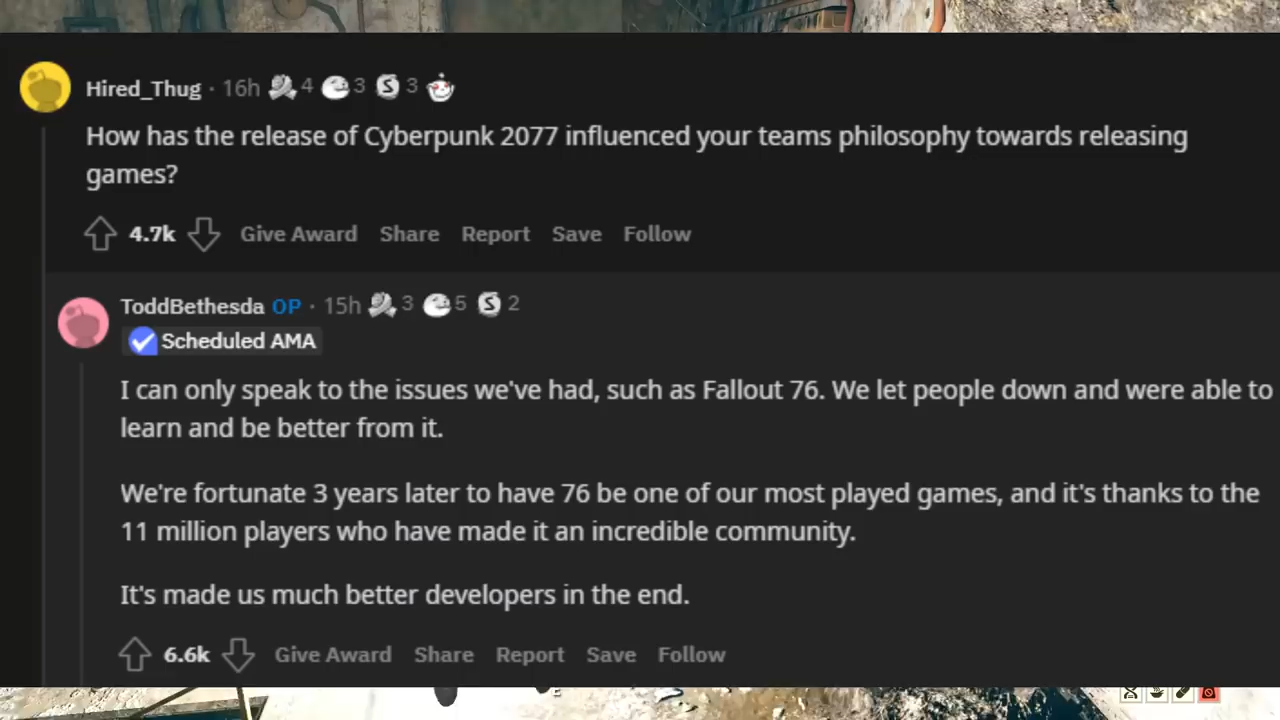 Hired_Thug · 16h 4 3 3
How has the release of Cyberpunk 2077 influenced your teams philosophy towards releasing
games?
4.7k Give Award Share Report Save Follow
ToddBethesda OP · 15h 3 5 S 2
Scheduled AMA
I can only speak to the issues we've had, such as Fallout 76. We let people down and were able to
learn and be better from it.
We're fortunate 3 years later to have 76 be one of our most played games, and it's thanks to the
11 million players who have made it an incredible community.
It's made us much better developers in the end.
6.6k Give Award Share Report Save Follow